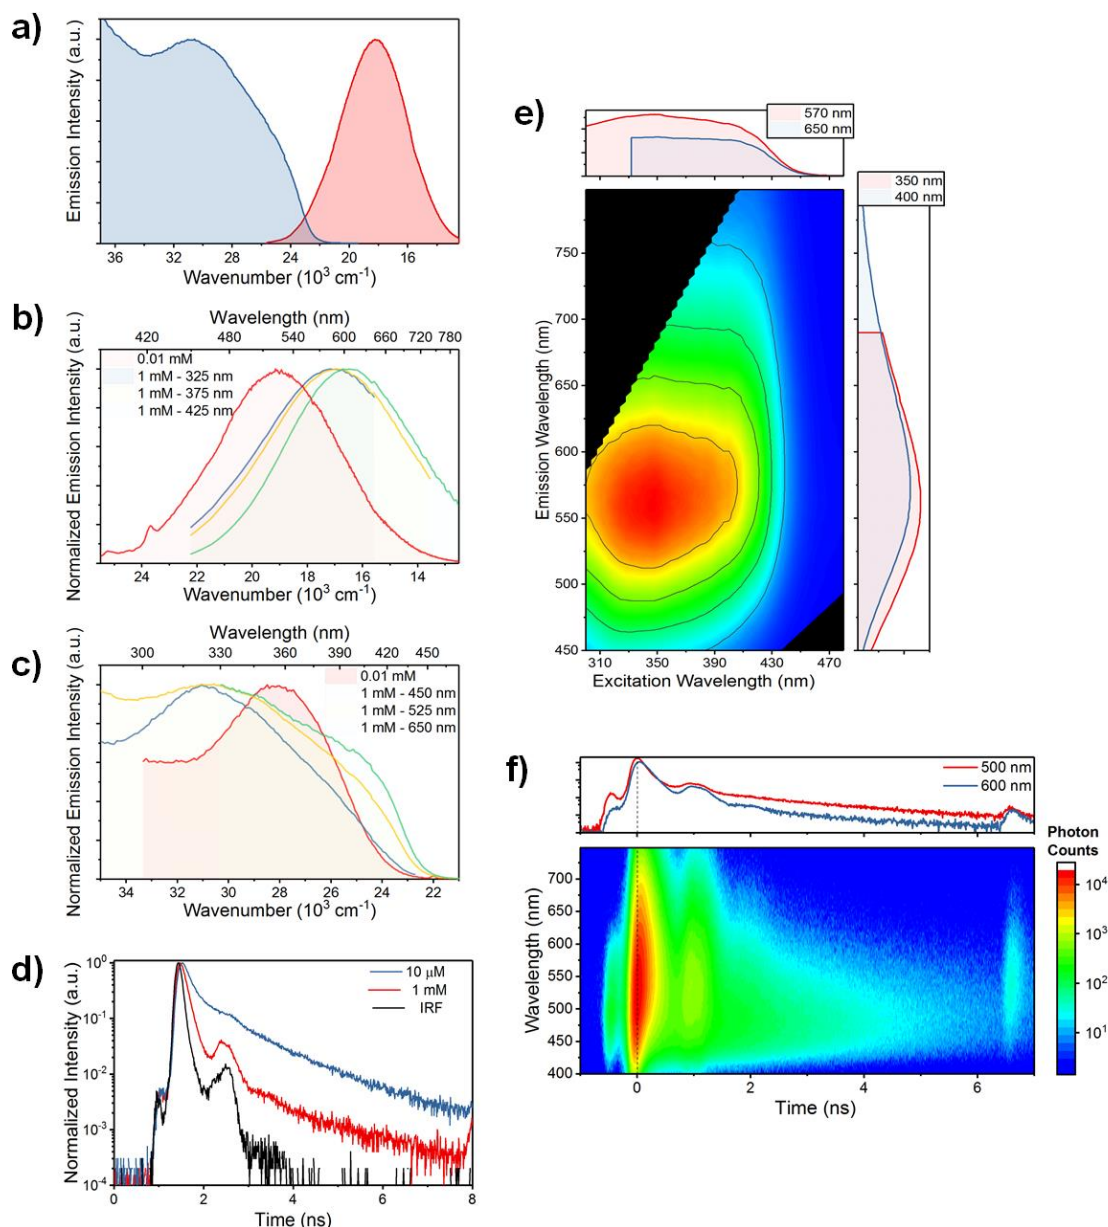 a)
Emission Intensity (a.u.)
36 32 28 24 20 16
Wavenumber (10³ cm⁻¹)
b)
Wavelength (nm)
420 480 540 600 660 720 780
Normalized Emission Intensity (a.u.)
0.01 mM
1 mM - 325 nm
1 mM - 375 nm
1 mM - 425 nm
24 22 19 17 14 13
Wavenumber (10³ cm⁻¹)
c)
Wavelength (nm)
300 330 360 390 420 450
Normalized Emission Intensity (a.u.)
0.01 mM
1 mM - 450 nm
1 mM - 525 nm
1 mM - 650 nm
35 33 31 29 26 24 22
Wavenumber (10³ cm⁻¹)
d)
Normalized Intensity (a.u.)
10⁰
10⁻¹
10⁻²
10⁻³
10⁻⁴
10 μM
1 mM
IRF
0 2 4 6 8
Time (ns)
e)
570 nm
650 nm
350 nm
400 nm
Emission Wavelength (nm)
750
700
650
600
550
500
450
310 350 390 430 470
Excitation Wavelength (nm)
f)
500 nm
600 nm
Photon
Counts
10⁴
10³
10²
10¹
Wavelength (nm)
700
650
600
550
500
450
400
0 2 4 6
Time (ns)